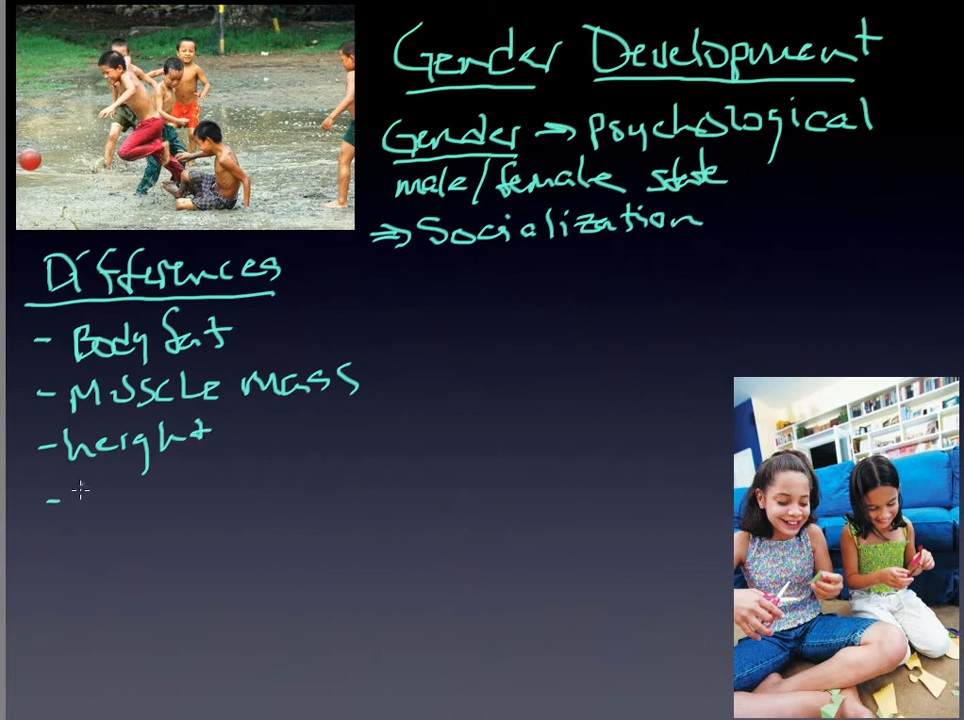 Gender Development
Gender → Psychological
male/female state
⇒ Socialization
Differences
- Body fat
- Muscle mass
- height
-